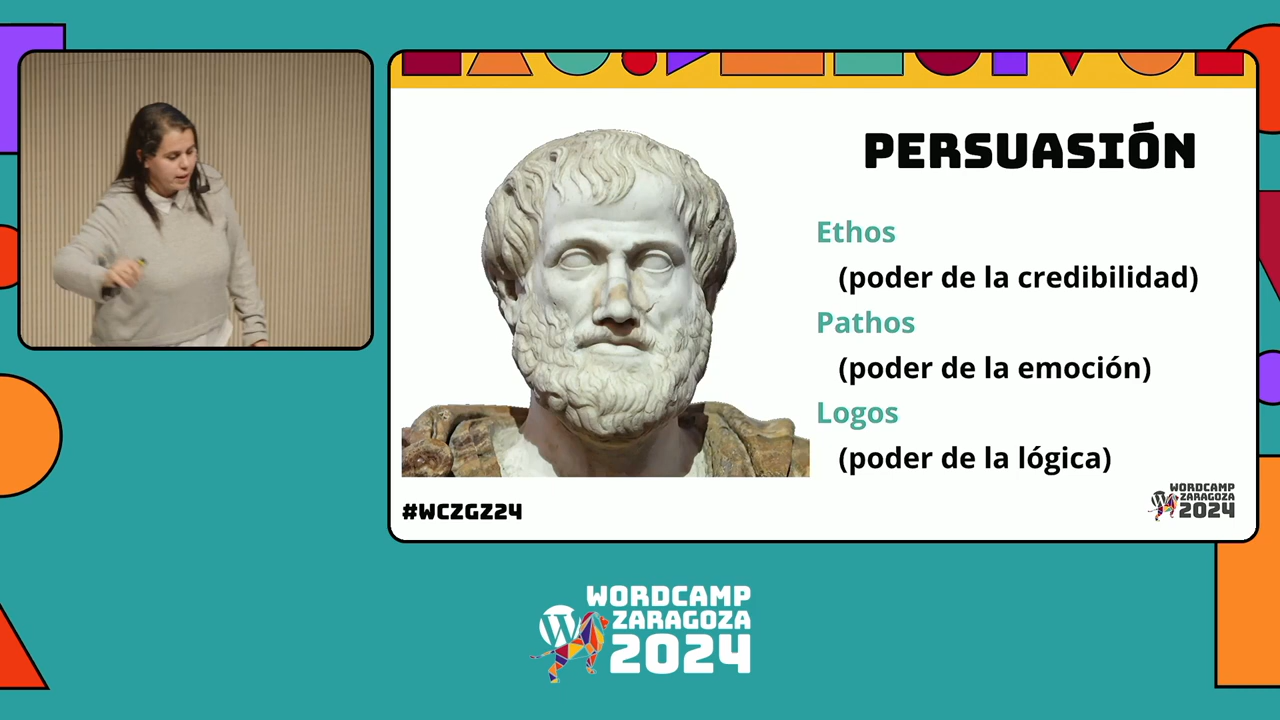 PERSUASIÓN
Ethos
(poder de la credibilidad)
Pathos
(poder de la emoción)
Logos
(poder de la lógica)
#WCZGZ24
WORDCAMP
ZARAGOZA
2024
WORDCAMP
ZARAGOZA
2024